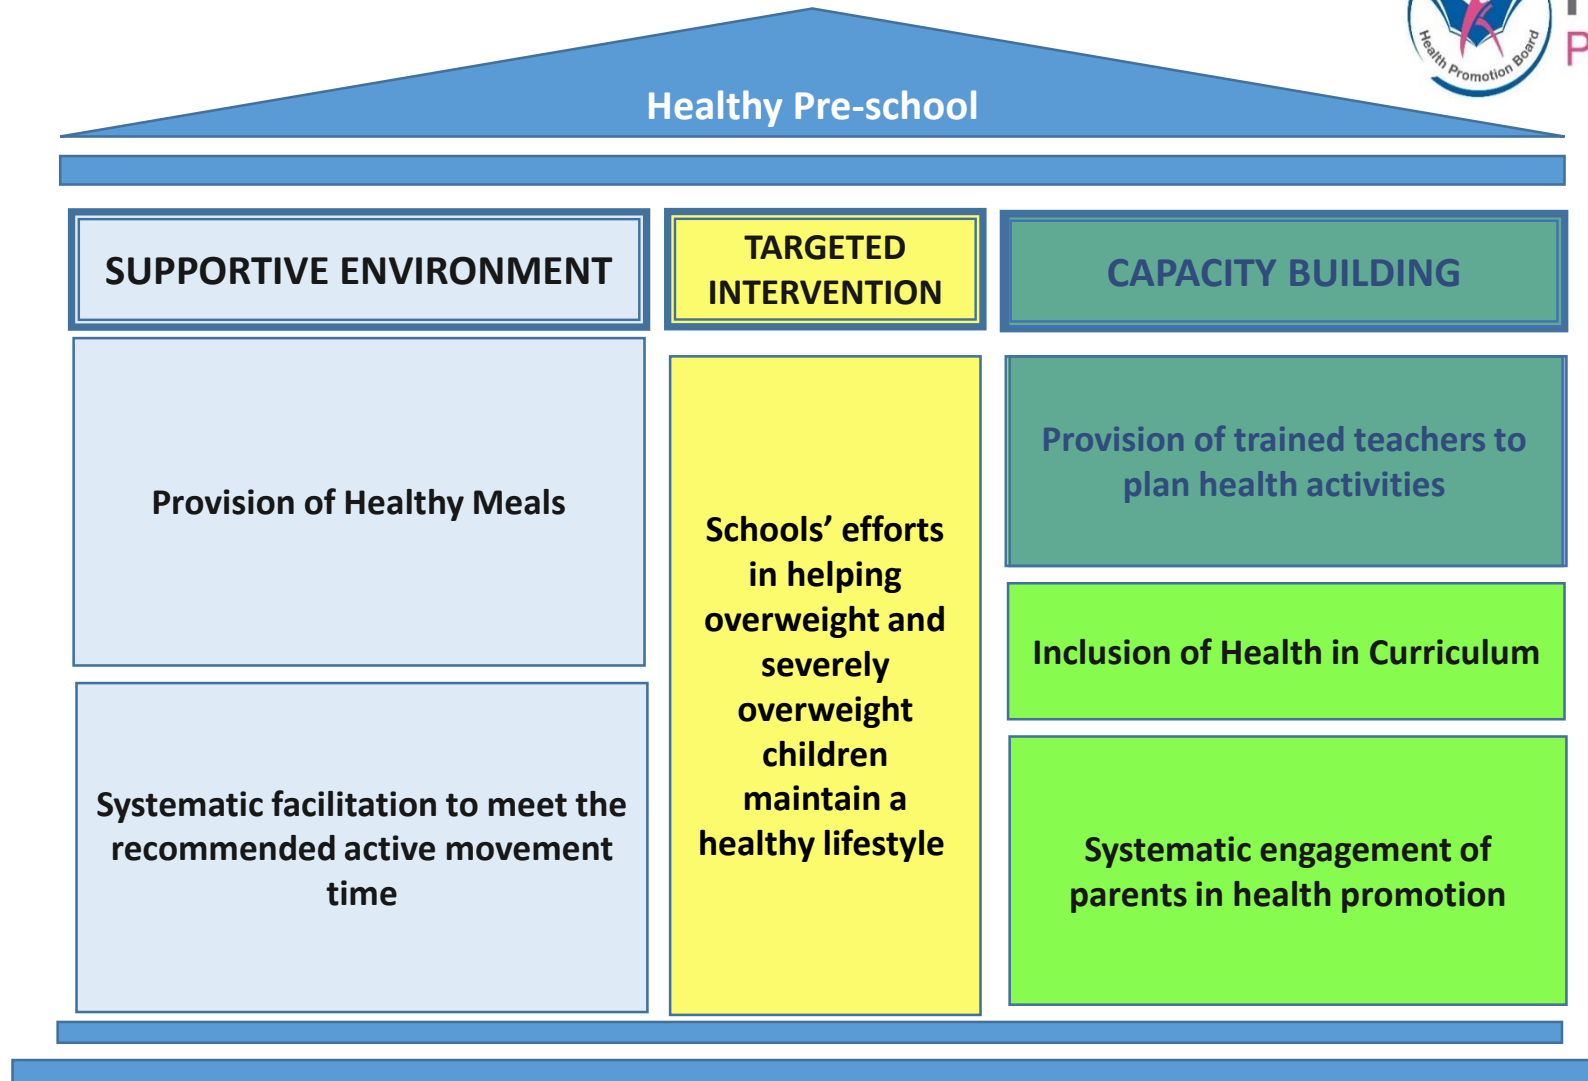 Health Promotion Board
P
Healthy Pre-school
SUPPORTIVE ENVIRONMENT
Provision of Healthy Meals
Systematic facilitation to meet the
recommended active movement
time
TARGETED
INTERVENTION
Schools’ efforts
in helping
overweight and
severely
overweight
children
maintain a
healthy lifestyle
CAPACITY BUILDING
Provision of trained teachers to
plan health activities
Inclusion of Health in Curriculum
Systematic engagement of
parents in health promotion